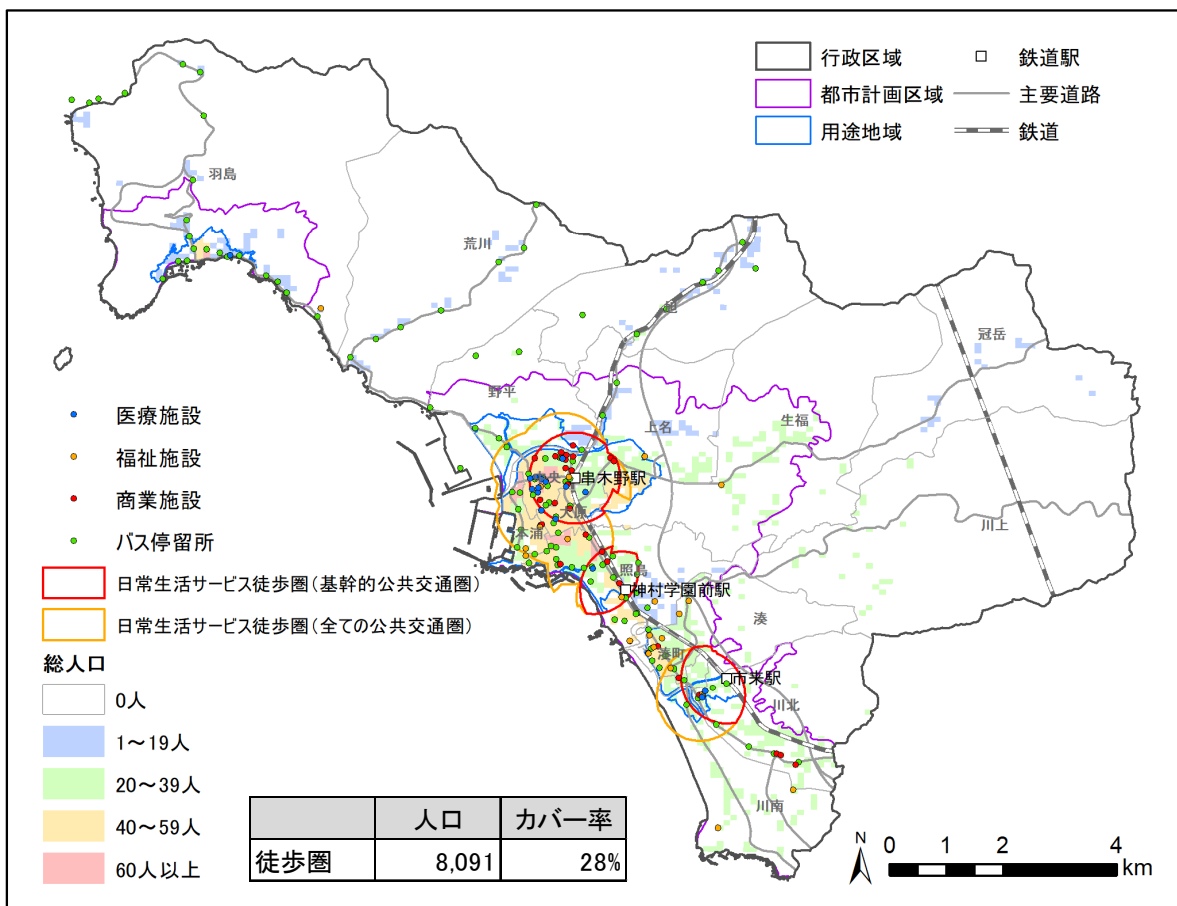 行政区域
鉄道駅
都市計画区域
主要道路
用途地域
鉄道
羽島
荒川
冠岳
野平
上名
生福
串木野駅
大原
本浦
川上
照島
神村学園前駅
湊
湊町
市来駅
川北
川南
医療施設
福祉施設
商業施設
バス停留所
日常生活サービス徒歩圏(基幹的公共交通圏)
日常生活サービス徒歩圏(全ての公共交通圏)
総人口
0人
1～19人
20～39人
40～59人
60人以上
人口 カバー率
徒歩圏 8,091 28%
N
0 1 2 4
km